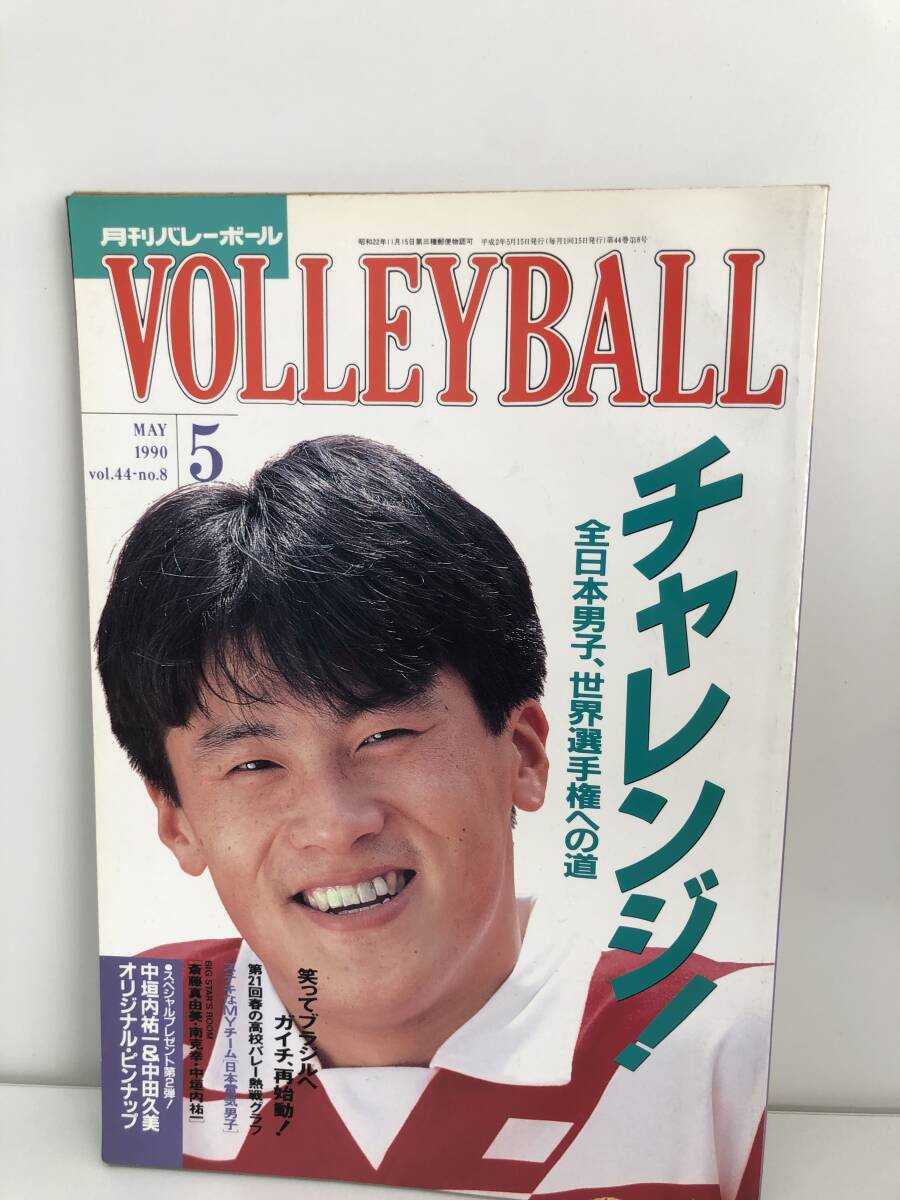 月刊バレーボール
昭和22年11月15日第三種郵便物認可 平成2年5月15日発行(毎月1回15日発行)第44巻第8号
VOLLEYBALL
MAY
1990
vol.44-no.8
5
チャレンジ!
全日本男子、世界選手権への道
笑ってブラジルへ
ガイチ、再始動!
第21回春の高校バレー熱戦グラフ
MYチーム[日本電気男子]
BIG STAR'S ROOM
[斎藤真由美・南克幸・中垣内祐一]
●スペシャルプレゼント第2弾!
中垣内祐一&中田久美
オリジナル・ピンナップ